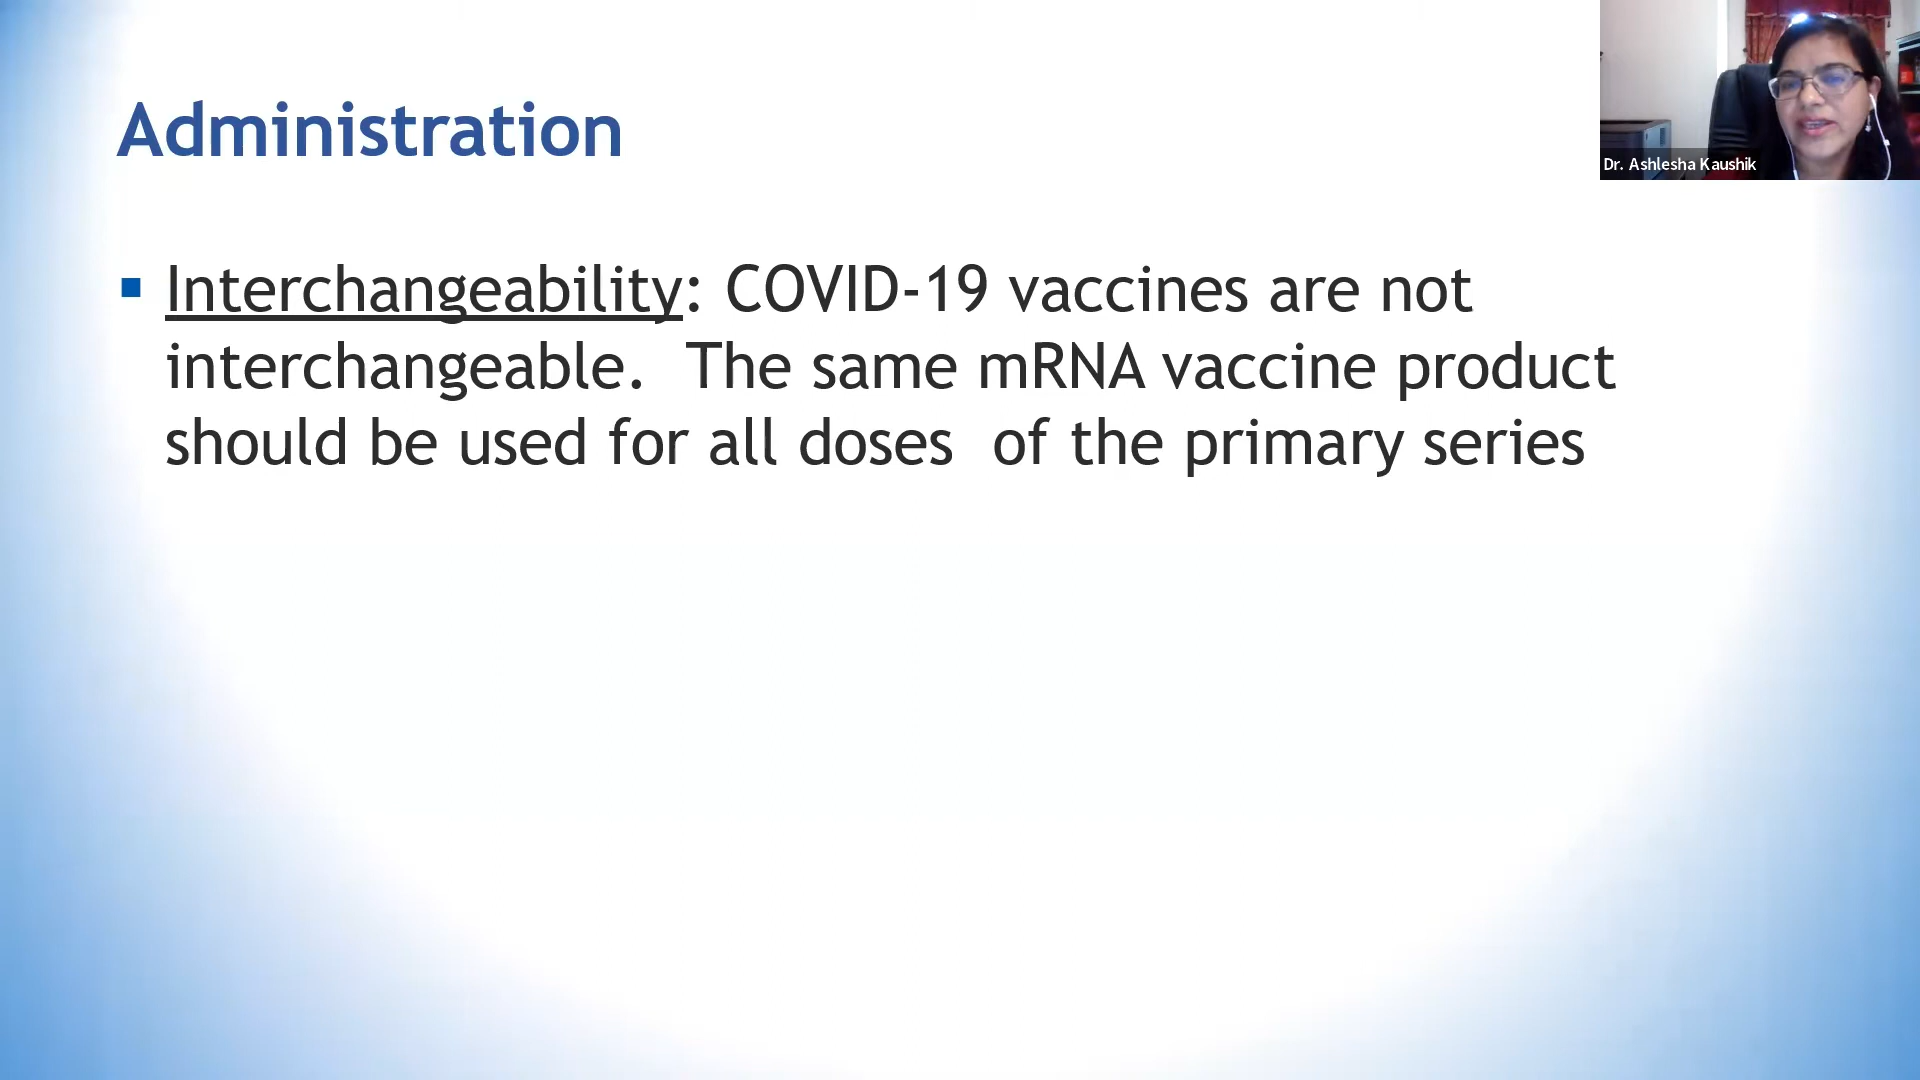 Administration
▪ Interchangeability: COVID-19 vaccines are not
interchangeable.  The same mRNA vaccine product
should be used for all doses  of the primary series
Dr. Ashlesha Kaushik